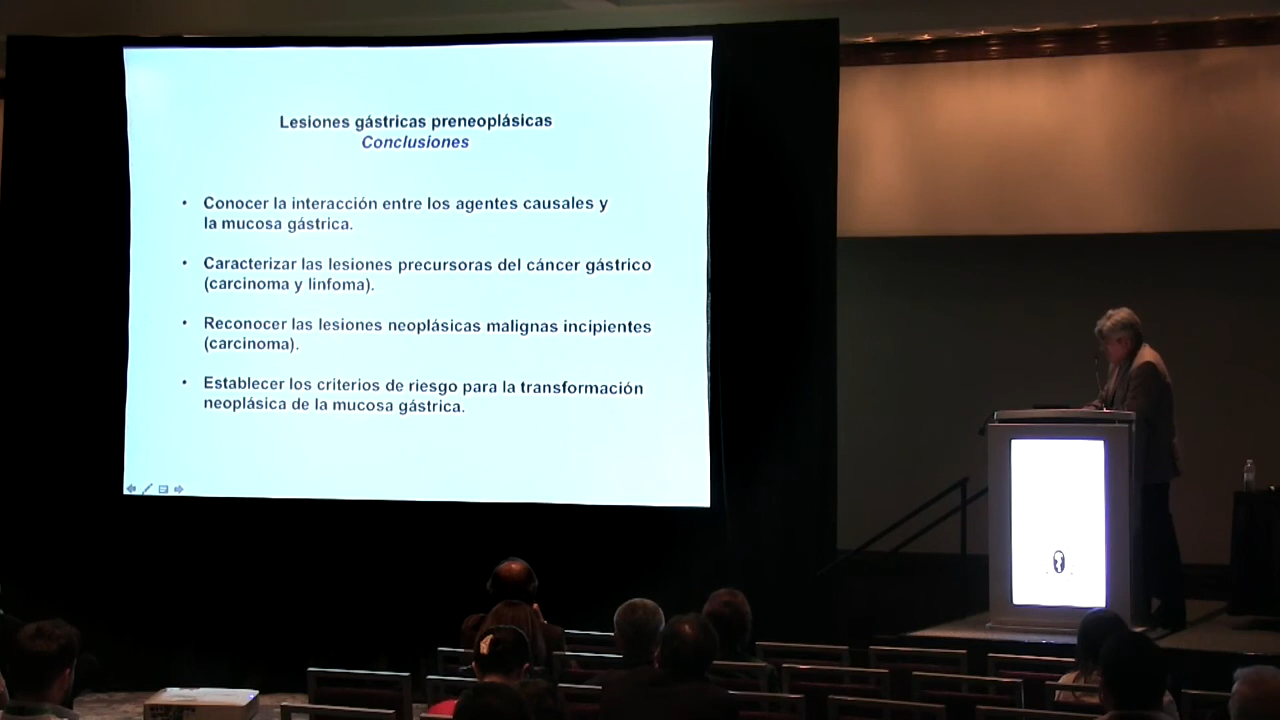 Lesiones gástricas preneoplásicas
Conclusiones
• Conocer la interacción entre los agentes causales y
la mucosa gástrica.
• Caracterizar las lesiones precursoras del cáncer gástrico
(carcinoma y linfoma).
• Reconocer las lesiones neoplásicas malignas incipientes
(carcinoma).
• Establecer los criterios de riesgo para la transformación
neoplásica de la mucosa gástrica.